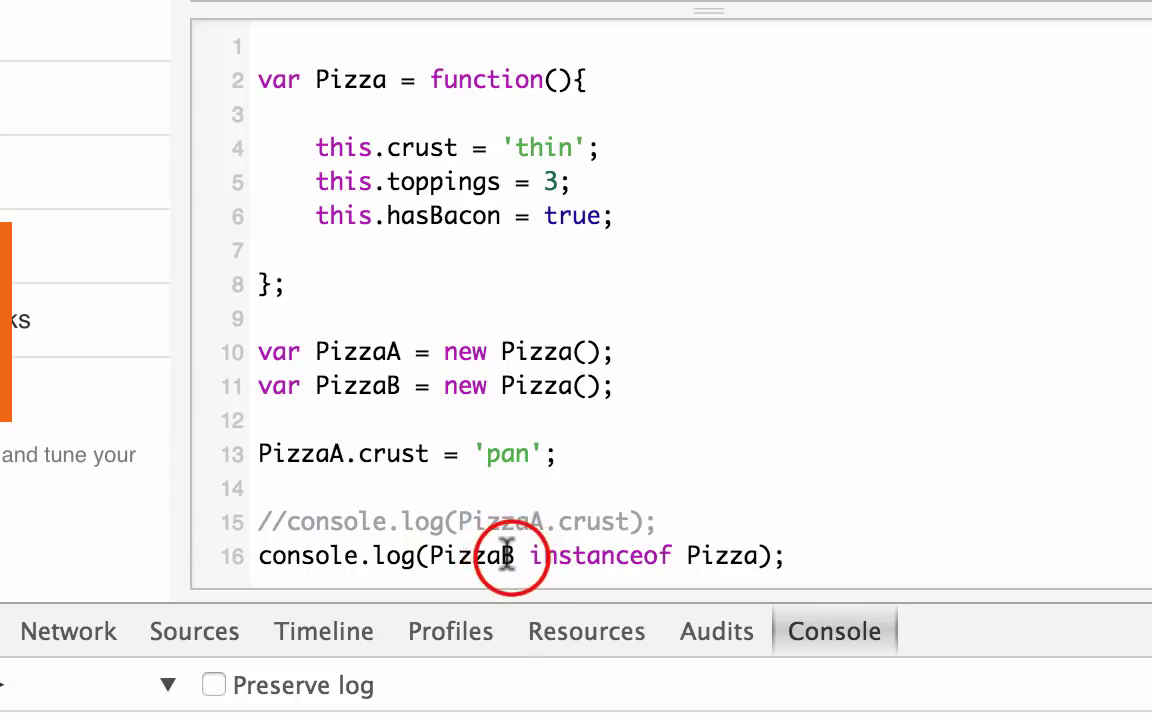 1
2 var Pizza = function(){
3
4 this.crust = 'thin';
5 this.toppings = 3;
6 this.hasBacon = true;
7
8 };
9
ks
10 var PizzaA = new Pizza();
11 var PizzaB = new Pizza();
12
13 PizzaA.crust = 'pan';
and tune your
14
15 //console.log(PizzaA.crust);
16 console.log(PizzaB instanceof Pizza);
Network Sources Timeline Profiles Resources Audits Console
▼ Preserve log